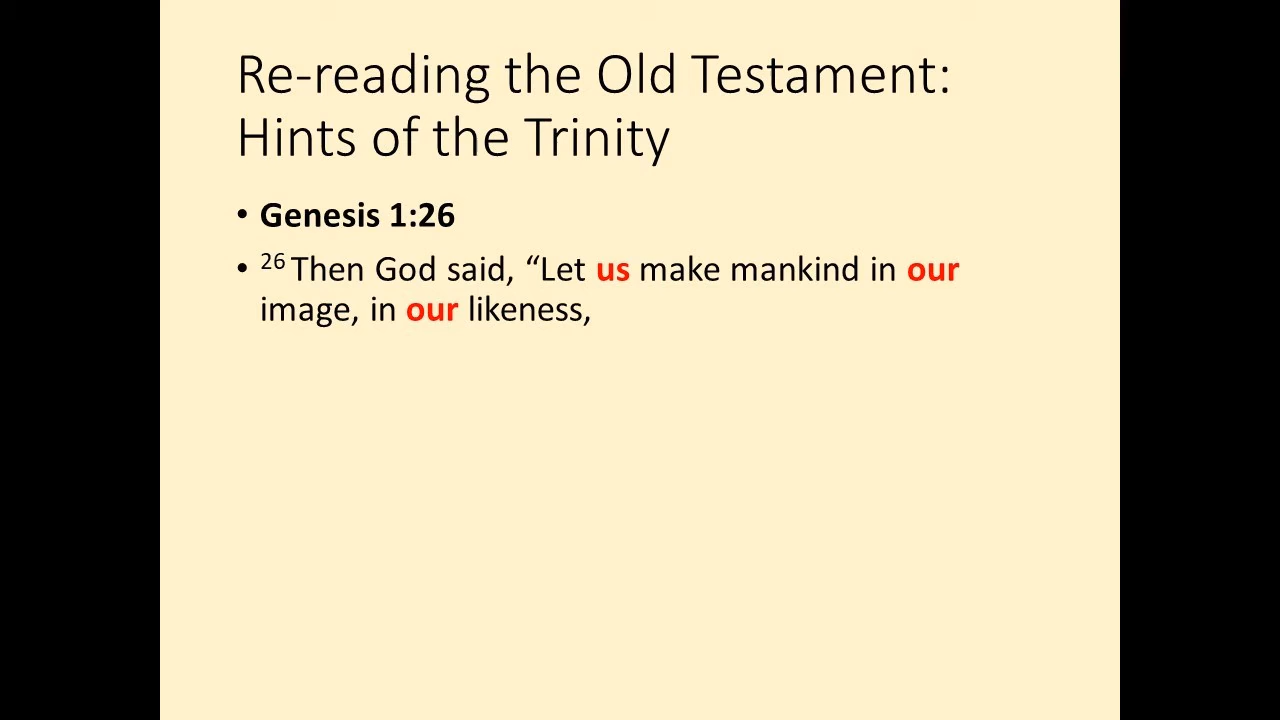 Re-reading the Old Testament:
Hints of the Trinity
• Genesis 1:26
• 26 Then God said, “Let us make mankind in our
image, in our likeness,